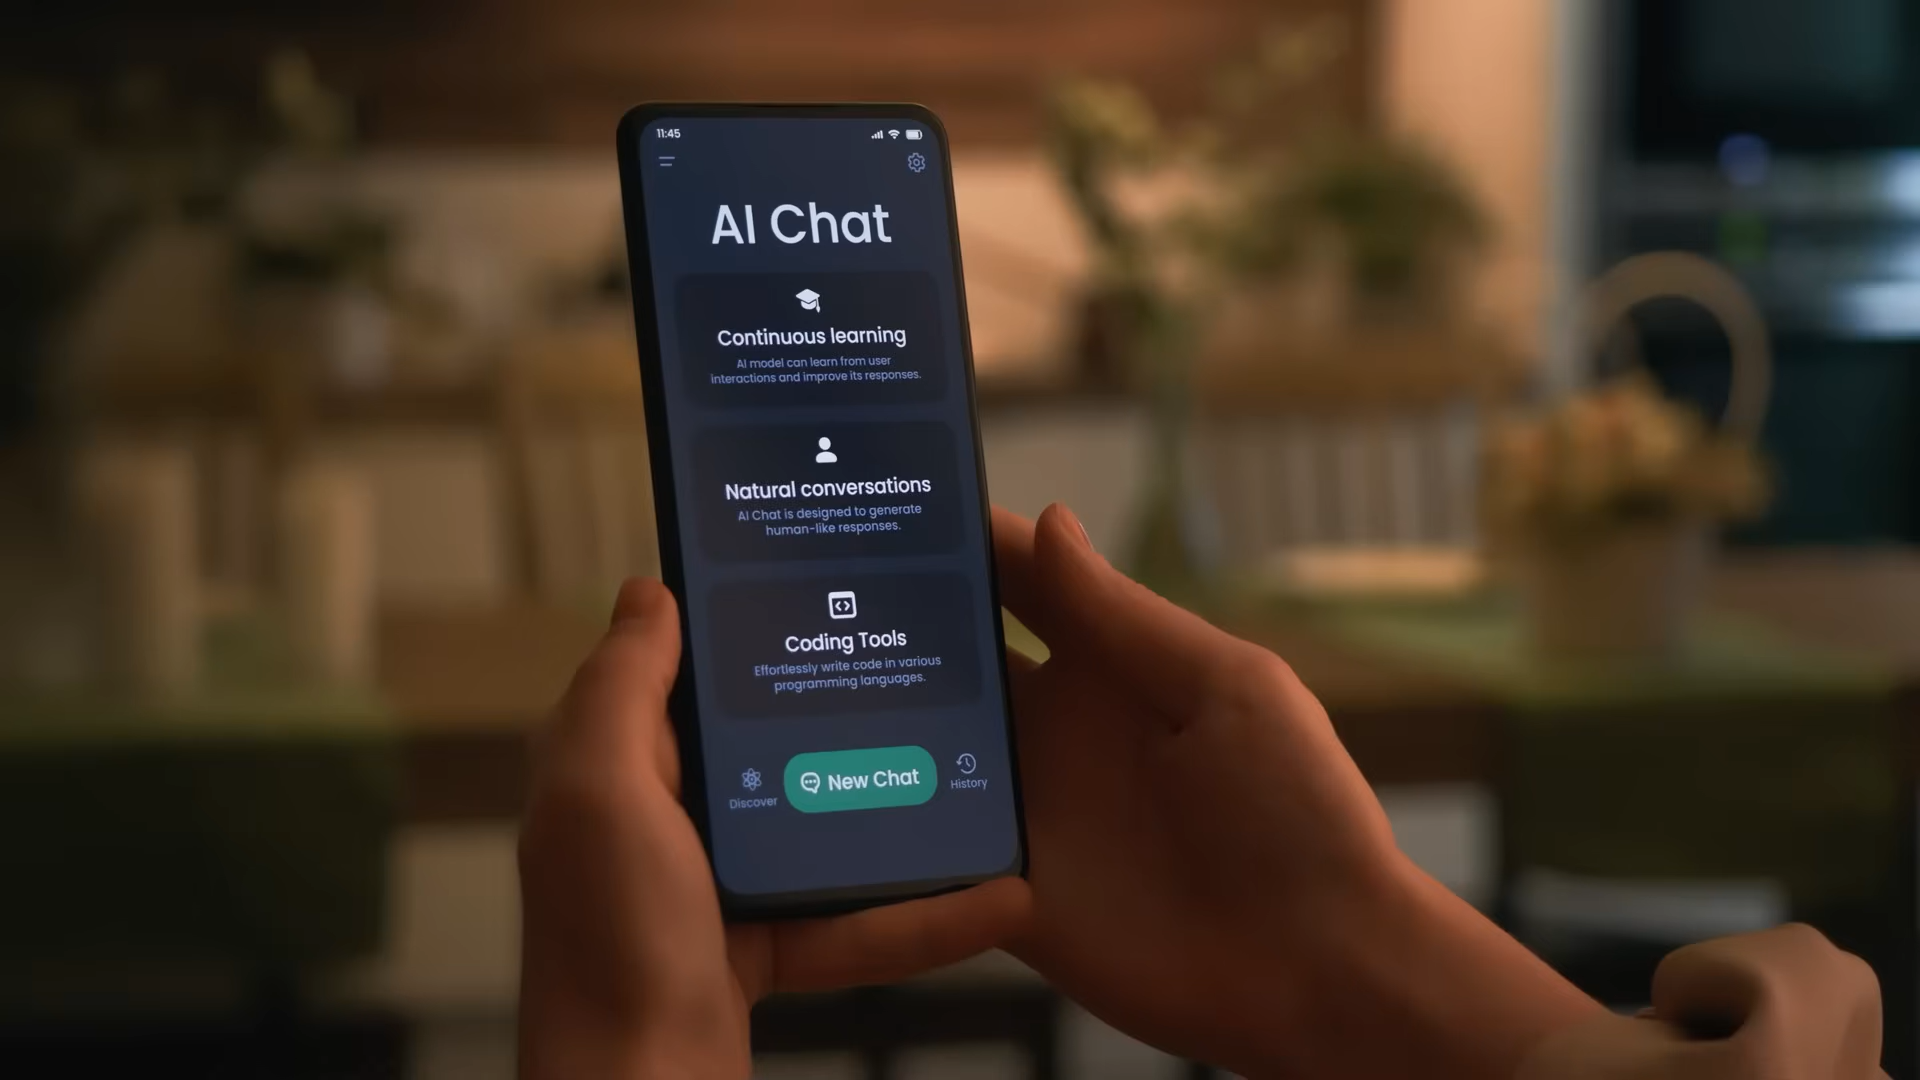 11:45
AI Chat
Continuous learning
AI model can learn from user
interactions and improve its responses.
Natural conversations
AI Chat is designed to generate
human-like responses.
Coding Tools
Effortlessly write code in various
programming languages.
Discover
New Chat
History